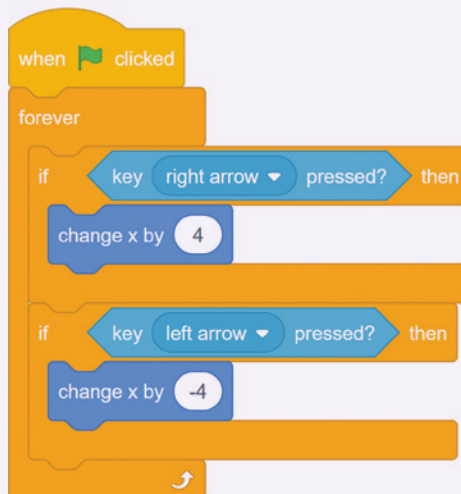 when clicked
forever
if key right arrow pressed? then
change x by 4
if key left arrow pressed? then
change x by -4